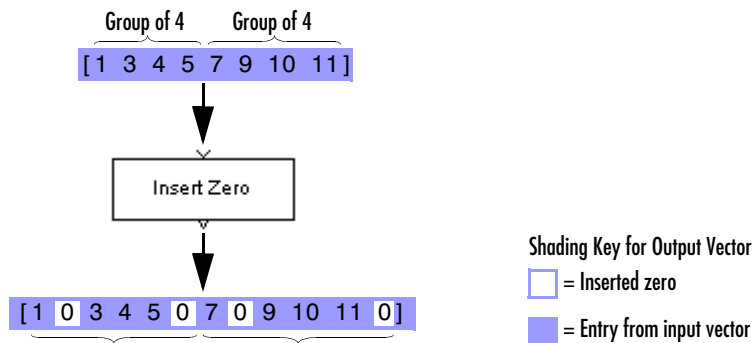 Group of 4 Group of 4
[1 3 4 5 7 9 10 11]
Insert Zero
Shading Key for Output Vector
= Inserted zero
[1 0 3 4 5 0 7 0 9 10 11 0]
= Entry from input vector